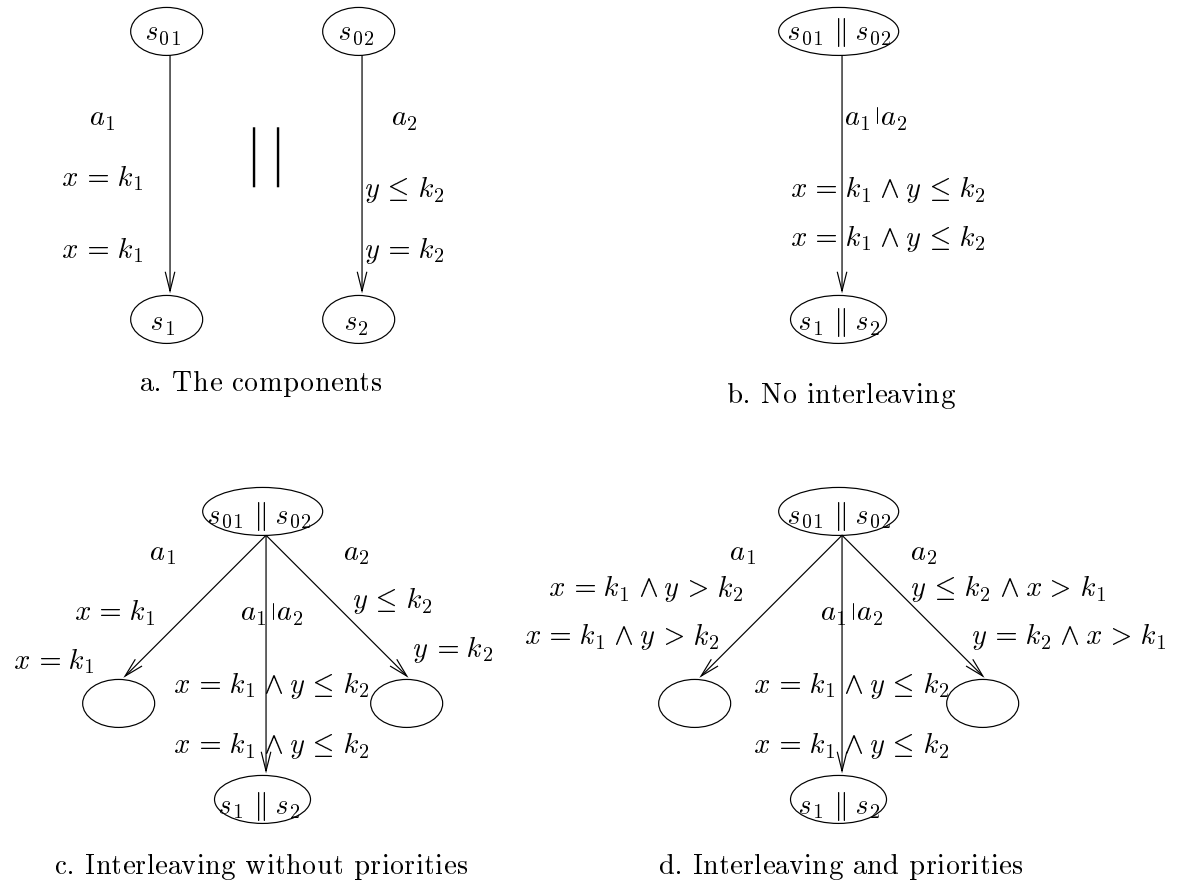 s₀₁ s₀₂
a₁ a₂
||
x = k₁ y ≤ k₂
x = k₁ y = k₂
s₁ s₂
a. The components
s₀₁ ∥ s₀₂
a₁ | a₂
x = k₁ ∧ y ≤ k₂
x = k₁ ∧ y ≤ k₂
s₁ ∥ s₂
b. No interleaving
s₀₁ ∥ s₀₂
a₁ a₂
x = k₁ a₁ | a₂ y ≤ k₂
x = k₁ y = k₂
x = k₁ ∧ y ≤ k₂
x = k₁ ∧ y ≤ k₂
s₁ ∥ s₂
c. Interleaving without priorities
s₀₁ ∥ s₀₂
a₁ a₂
x = k₁ ∧ y > k₂ y ≤ k₂ ∧ x > k₁
a₁ | a₂
x = k₁ ∧ y > k₂ y = k₂ ∧ x > k₁
x = k₁ ∧ y ≤ k₂
x = k₁ ∧ y ≤ k₂
s₁ ∥ s₂
d. Interleaving and priorities